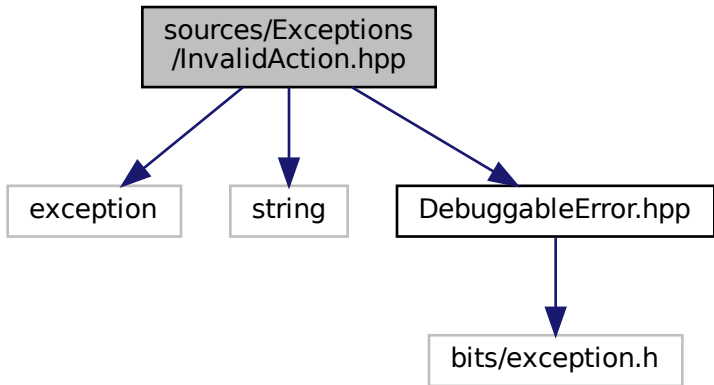 sources/Exceptions
/InvalidAction.hpp
exception
string
DebuggableError.hpp
bits/exception.h